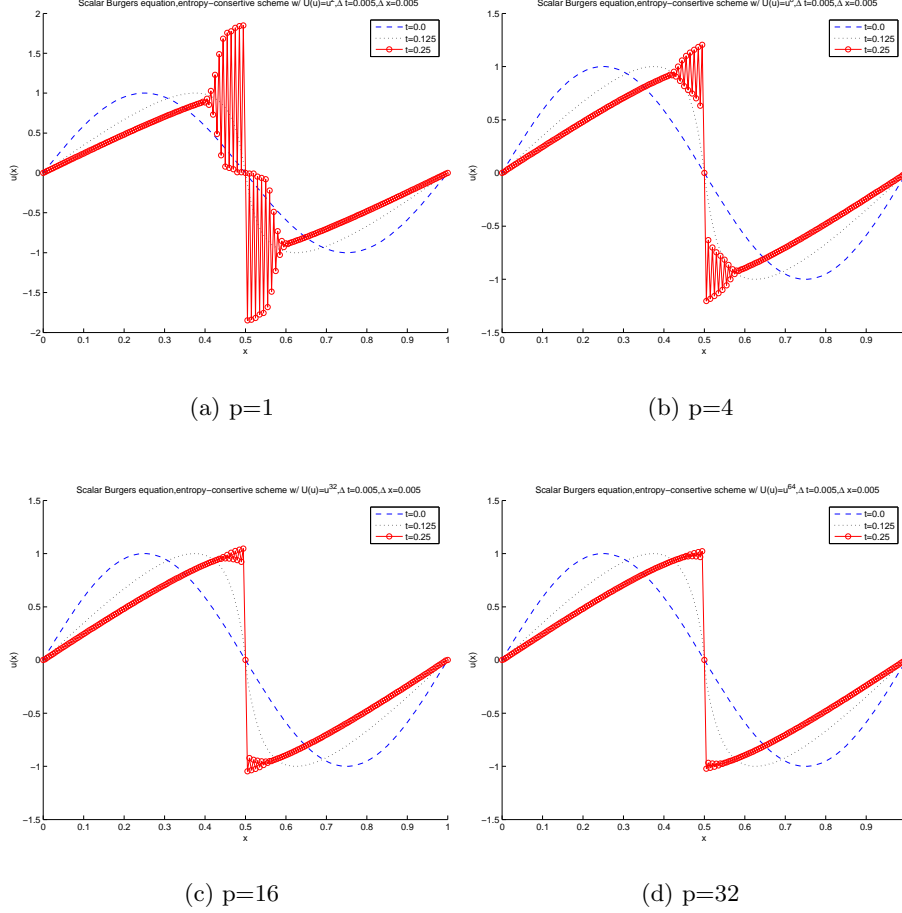 Scalar Burgers equation,entropy−consertive scheme w/ U(u)=u²,Δ t=0.005,Δ x=0.005
2
1.5
1
0.5
0
−0.5
−1
−1.5
−2
u(x)
t=0.0
t=0.125
t=0.25
0 0.1 0.2 0.3 0.4 0.5 0.6 0.7 0.8 0.9 1
x
(a) p=1
Scalar Burgers equation,entropy−consertive scheme w/ U(u)=u⁸,Δ t=0.005,Δ x=0.005
1.5
1
0.5
0
−0.5
−1
−1.5
u(x)
t=0.0
t=0.125
t=0.25
0 0.1 0.2 0.3 0.4 0.5 0.6 0.7 0.8 0.9
x
(b) p=4
Scalar Burgers equation,entropy−consertive scheme w/ U(u)=u³²,Δ t=0.005,Δ x=0.005
1.5
1
0.5
0
−0.5
−1
−1.5
u(x)
t=0.0
t=0.125
t=0.25
0 0.1 0.2 0.3 0.4 0.5 0.6 0.7 0.8 0.9 1
x
(c) p=16
Scalar Burgers equation,entropy−consertive scheme w/ U(u)=u⁶⁴,Δ t=0.005,Δ x=0.005
1.5
1
0.5
0
−0.5
−1
−1.5
u(x)
t=0.0
t=0.125
t=0.25
0 0.1 0.2 0.3 0.4 0.5 0.6 0.7 0.8 0.9
x
(d) p=32